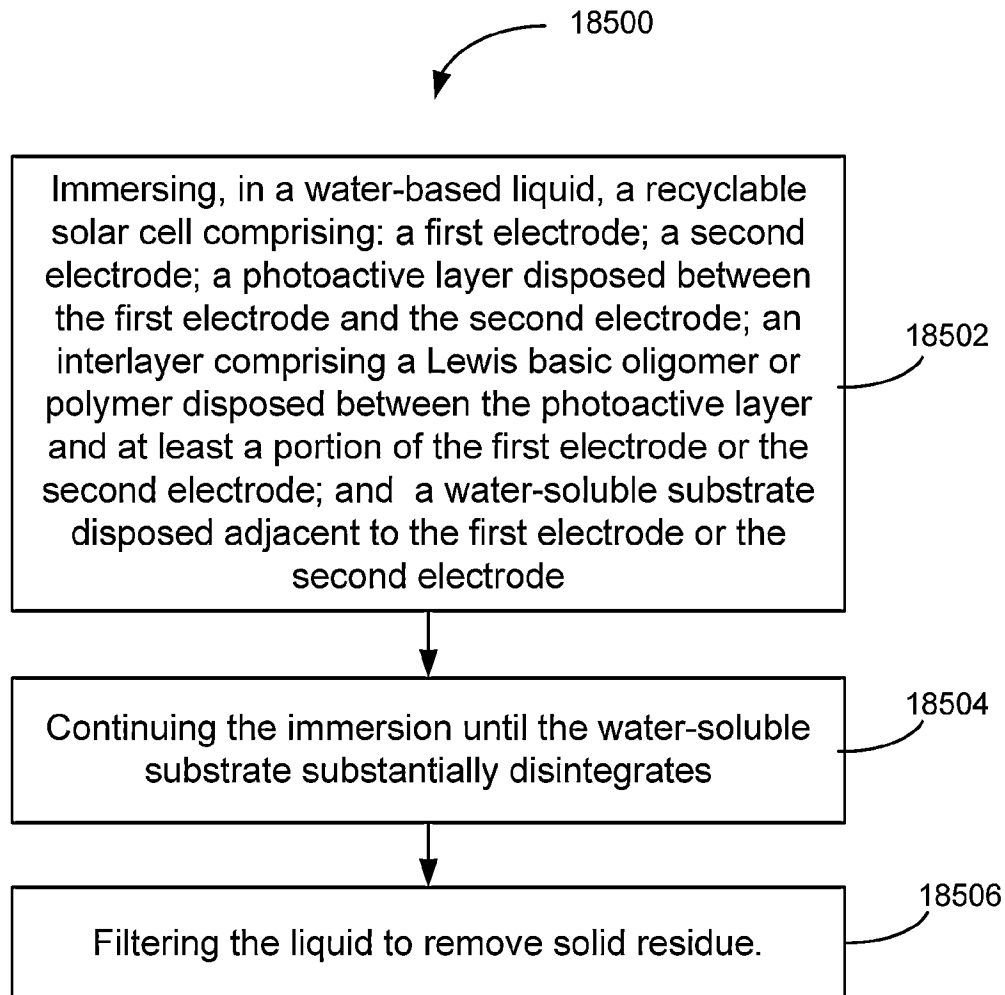 18500
Immersing, in a water-based liquid, a recyclable
solar cell comprising: a first electrode; a second
electrode; a photoactive layer disposed between
the first electrode and the second electrode; an
interlayer comprising a Lewis basic oligomer or
polymer disposed between the photoactive layer
and at least a portion of the first electrode or the
second electrode; and a water-soluble substrate
disposed adjacent to the first electrode or the
second electrode
18502
Continuing the immersion until the water-soluble
substrate substantially disintegrates
18504
Filtering the liquid to remove solid residue.
18506